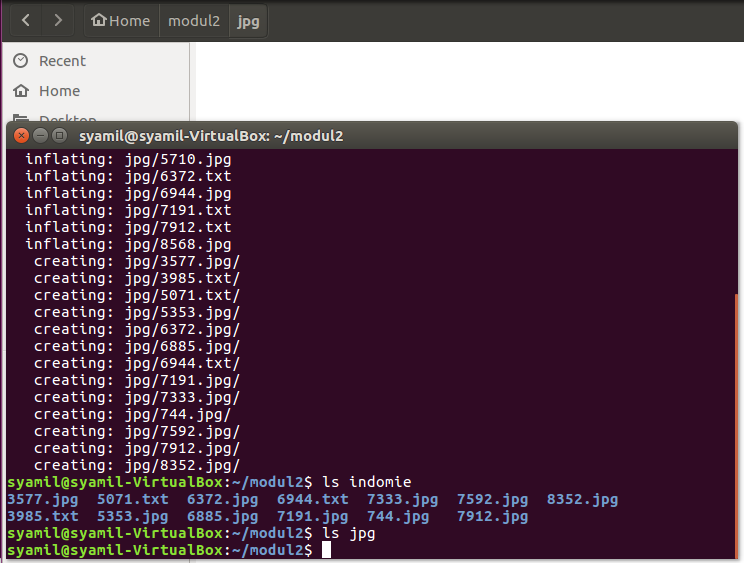 Home modul2 jpg
Recent
Home
Desktop
syamil@syamil-VirtualBox: ~/modul2
inflating: jpg/5710.jpg
inflating: jpg/6372.txt
inflating: jpg/6944.jpg
inflating: jpg/7191.txt
inflating: jpg/7912.txt
inflating: jpg/8568.jpg
creating: jpg/3577.jpg/
creating: jpg/3985.txt/
creating: jpg/5071.txt/
creating: jpg/5353.jpg/
creating: jpg/6372.jpg/
creating: jpg/6885.jpg/
creating: jpg/6944.txt/
creating: jpg/7191.jpg/
creating: jpg/7333.jpg/
creating: jpg/744.jpg/
creating: jpg/7592.jpg/
creating: jpg/7912.jpg/
creating: jpg/8352.jpg/
syamil@syamil-VirtualBox:~/modul2$ ls indomie
3577.jpg 5071.txt 6372.jpg 6944.txt 7333.jpg 7592.jpg 8352.jpg
3985.txt 5353.jpg 6885.jpg 7191.jpg 744.jpg 7912.jpg
syamil@syamil-VirtualBox:~/modul2$ ls jpg
syamil@syamil-VirtualBox:~/modul2$